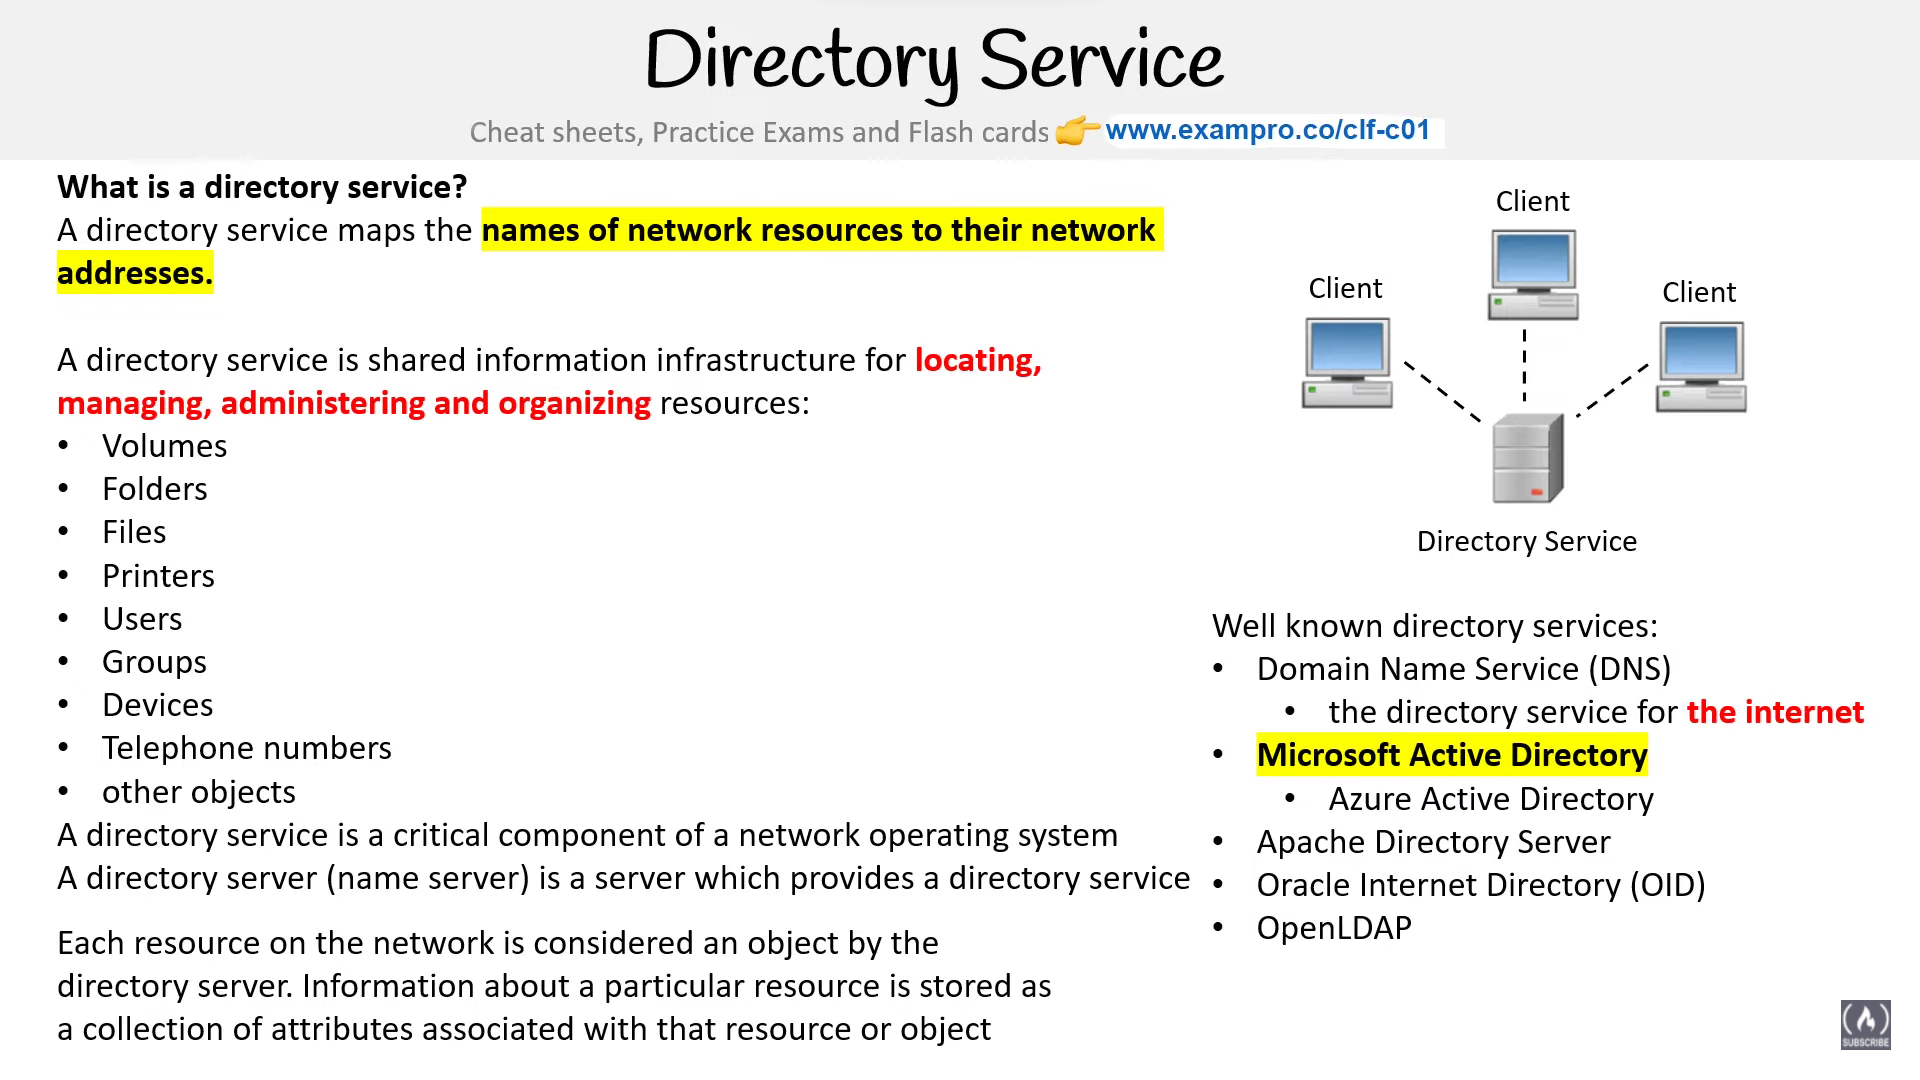 Directory Service
Cheat sheets, Practice Exams and Flash cards 👉 www.exampro.co/clf-c01
What is a directory service?
A directory service maps the names of network resources to their network
addresses.
A directory service is shared information infrastructure for locating,
managing, administering and organizing resources:
• Volumes
• Folders
• Files
• Printers
• Users
• Groups
• Devices
• Telephone numbers
• other objects
A directory service is a critical component of a network operating system
A directory server (name server) is a server which provides a directory service
Each resource on the network is considered an object by the
directory server. Information about a particular resource is stored as
a collection of attributes associated with that resource or object
Client
Client
Client
Directory Service
Well known directory services:
• Domain Name Service (DNS)
• the directory service for the internet
• Microsoft Active Directory
• Azure Active Directory
• Apache Directory Server
• Oracle Internet Directory (OID)
• OpenLDAP
SUBSCRIBE